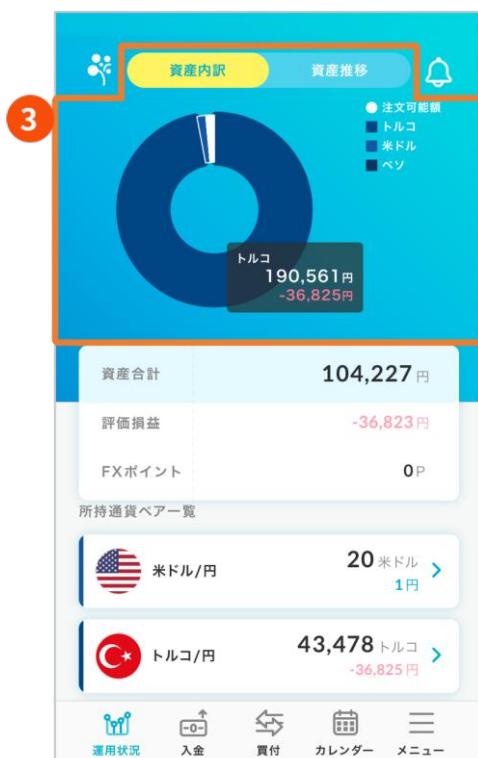 資産内訳 資産推移
3
注文可能額
トルコ
米ドル
ペソ
トルコ
190,561円
-36,825円
資産合計 104,227円
評価損益 -36,823円
FXポイント 0P
所持通貨ペアー覧
米ドル/円 20米ドル
1円
トルコ/円 43,478トルコ
-36,825円
-0-
運用状況 入金 買付 カレンダー メニュー